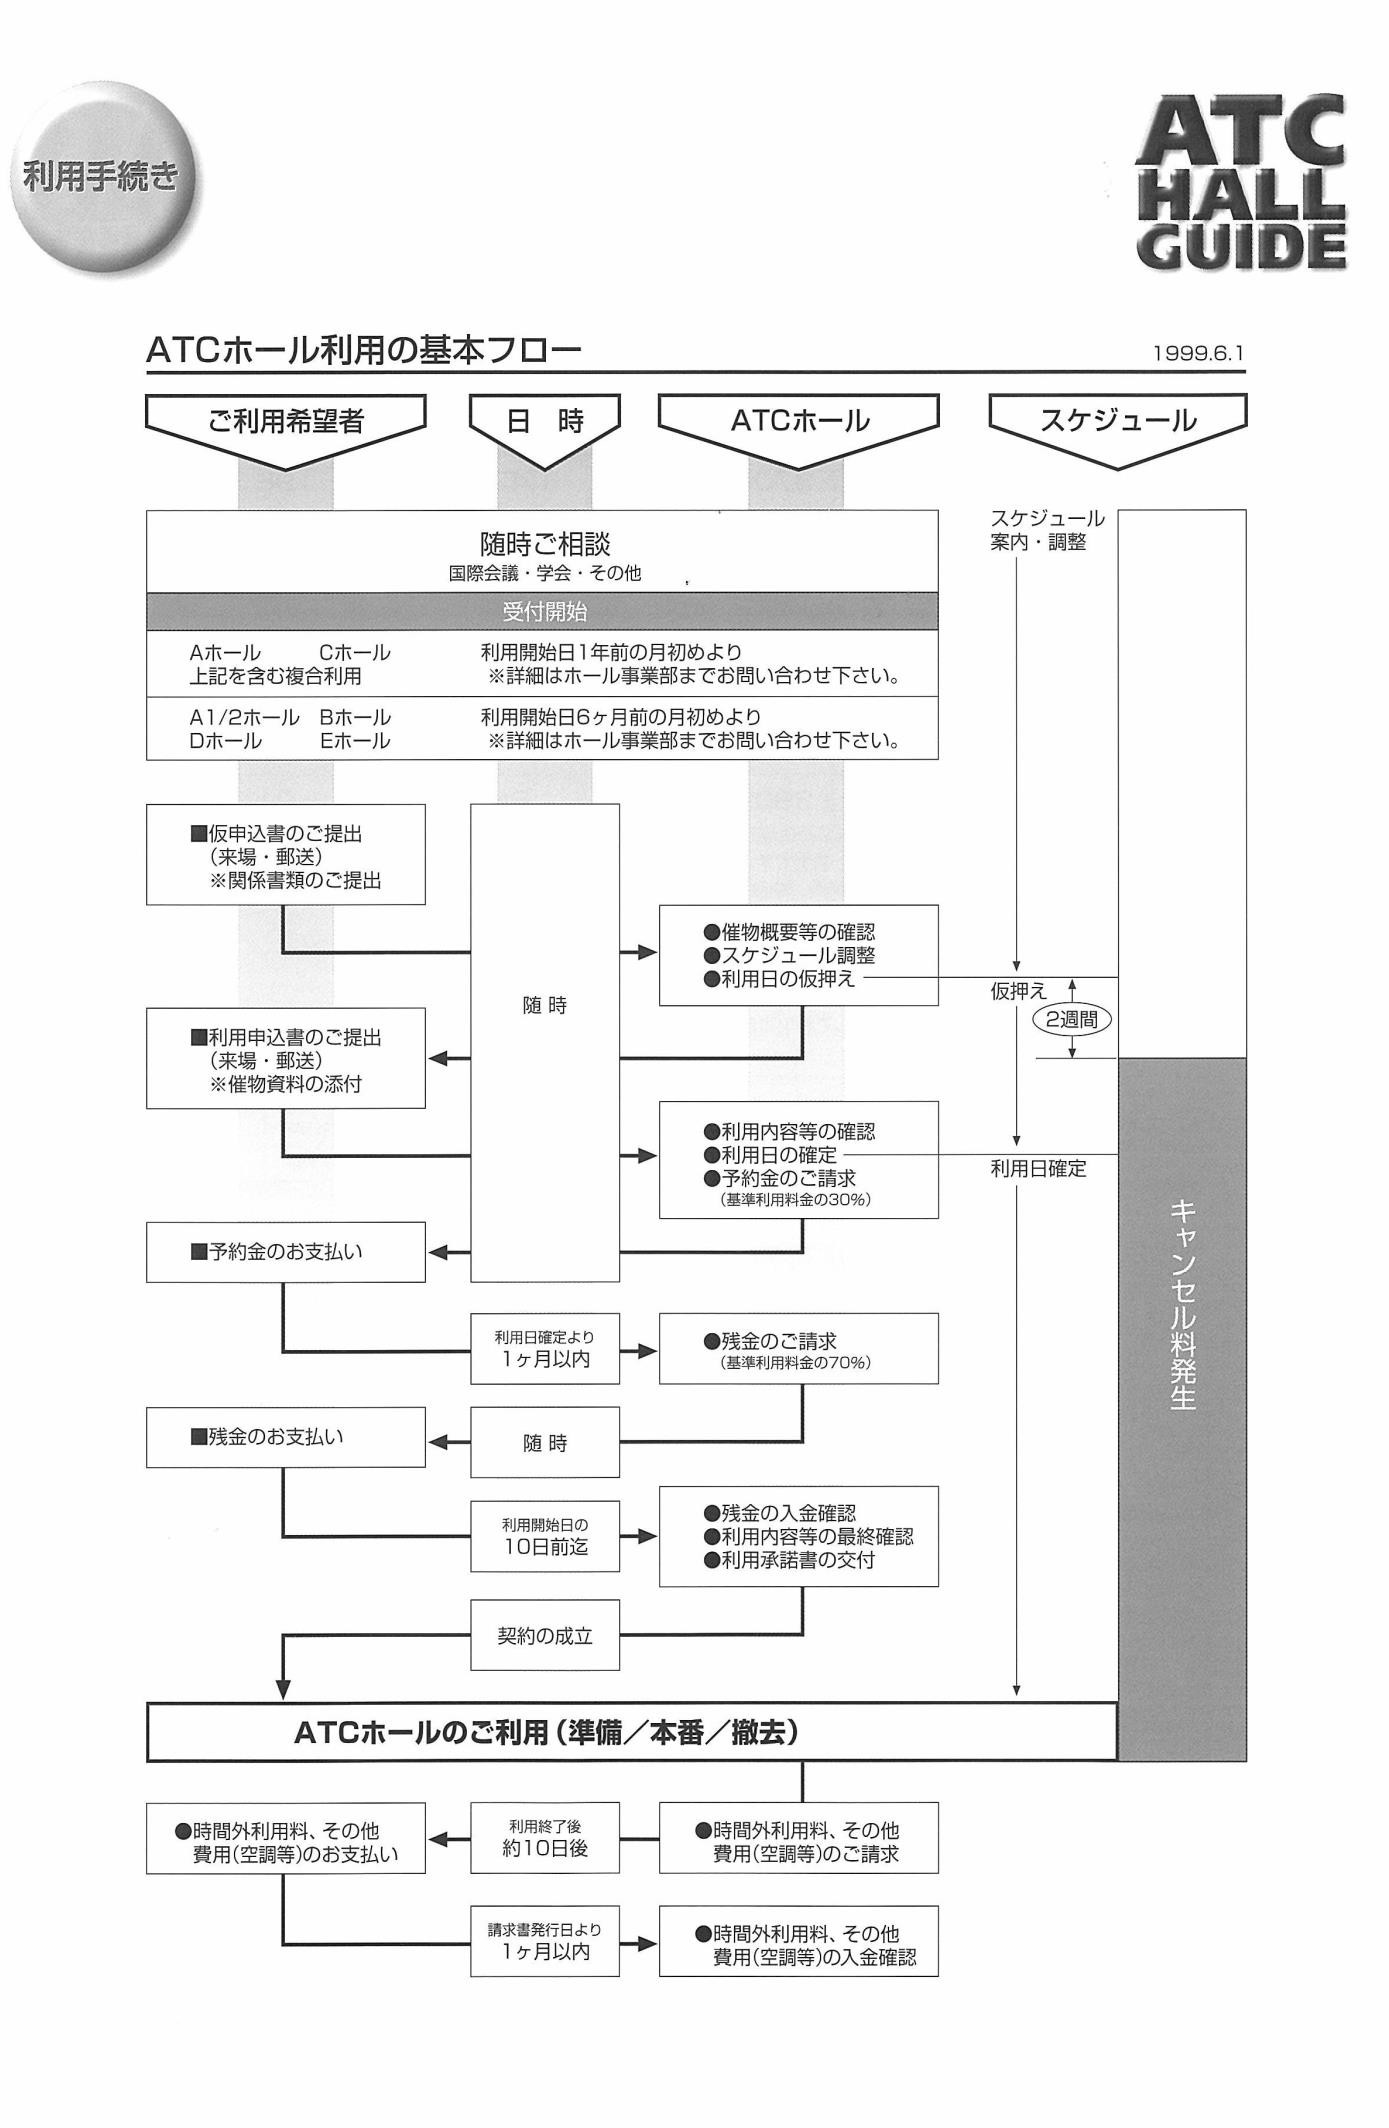 利用手続き
ATC
HALL
GUIDE
ATCホール利用の基本フロー
1999.6.1
ご利用希望者
日　時
ATCホール
スケジュール
随時ご相談
国際会議・学会・その他
受付開始
Aホール　　　Cホール　　　　　利用開始日1年前の月初めより
上記を含む複合利用　　　　　　※詳細はホール事業部までお問い合わせ下さい。
A1/2ホール　Bホール　　　　　利用開始日6ヶ月前の月初めより
Dホール　　　Eホール　　　　　※詳細はホール事業部までお問い合わせ下さい。
スケジュール
案内・調整
■仮申込書のご提出
（来場・郵送）
※関係書類のご提出
随 時
●催物概要等の確認
●スケジュール調整
●利用日の仮押え
仮押え
2週間
■利用申込書のご提出
（来場・郵送）
※催物資料の添付
●利用内容等の確認
●利用日の確定
●予約金のご請求
（基準利用料金の30％）
利用日確定
キャンセル料発生
■予約金のお支払い
利用日確定より
1ヶ月以内
●残金のご請求
（基準利用料金の70％）
■残金のお支払い
随 時
利用開始日の
10日前迄
●残金の入金確認
●利用内容等の最終確認
●利用承諾書の交付
契約の成立
ATCホールのご利用（準備／本番／撤去）
●時間外利用料、その他
費用（空調等）のお支払い
利用終了後
約10日後
●時間外利用料、その他
費用（空調等）のご請求
請求書発行日より
1ヶ月以内
●時間外利用料、その他
費用（空調等）の入金確認